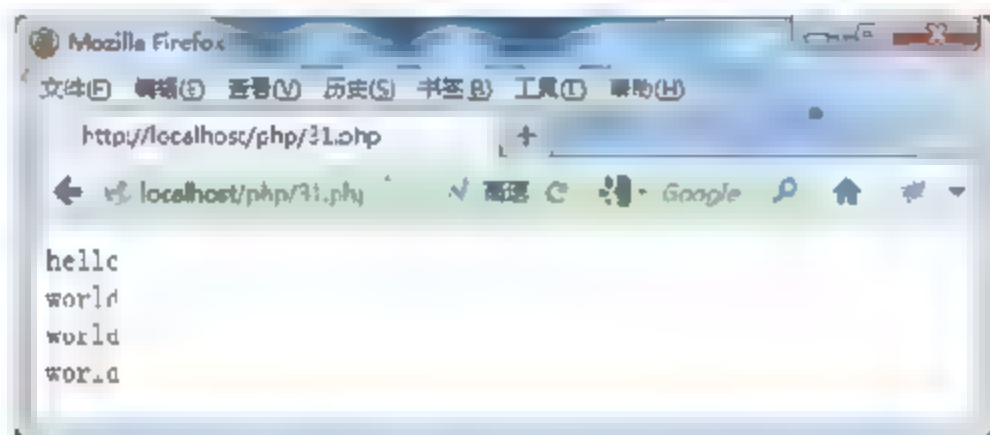 Mozilla Firefox
文件(F) 编辑(E) 查看(V) 历史(S) 书签(B) 工具(T) 帮助(H)
http://localhost/php/31.php +
localhost/php/31.php Google
hello
world
world
world